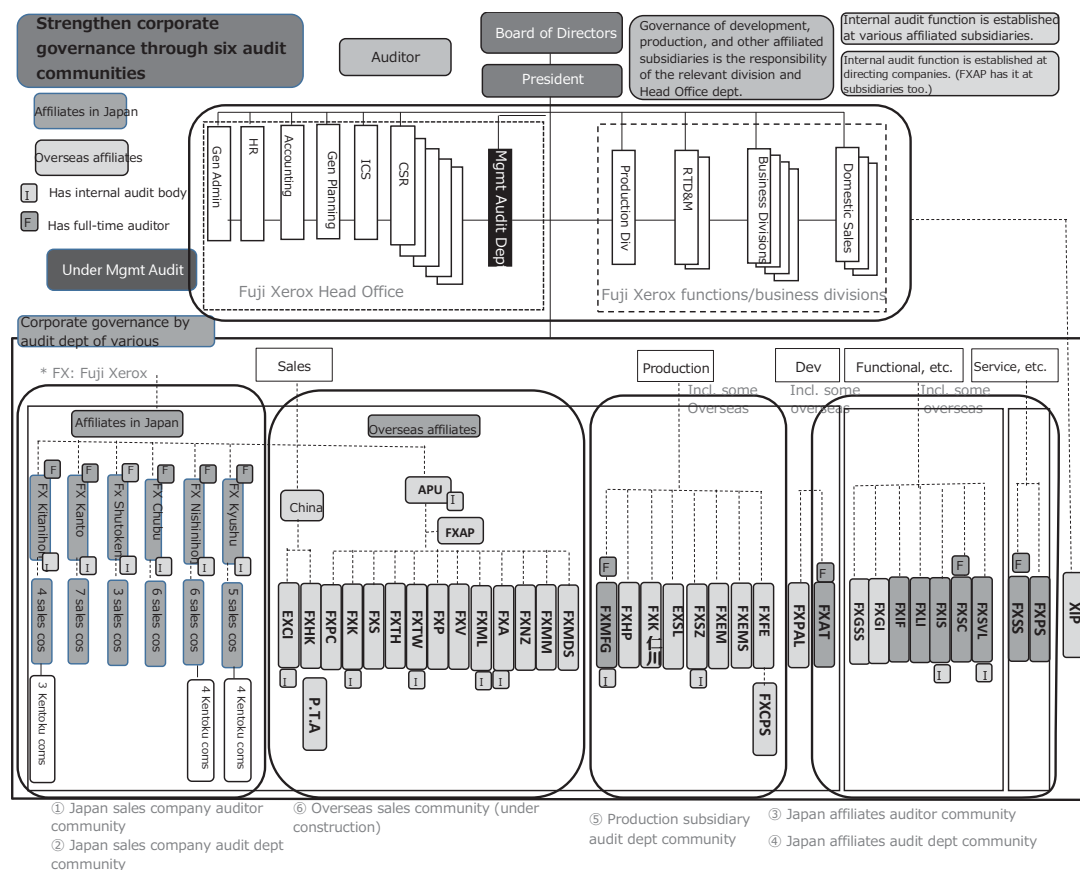 Strengthen corporate
governance through six audit
communities
Auditor
Board of Directors
President
Governance of development,
production, and other affiliated
subsidiaries is the responsibility
of the relevant division and
Head Office dept.
Internal audit function is established
at various affiliated subsidiaries.
Internal audit function is established at
directing companies. (FXAP has it at
subsidiaries too.)
Affiliates in Japan
Overseas affiliates
I Has internal audit body
F Has full-time auditor
Under Mgmt Audit
Gen Admin
HR
Accounting
Gen Planning
ICS
CSR
Mgmt Audit Dep
Production Div
RTD&M
Business Divisions
Domestic Sales
Fuji Xerox Head Office
Fuji Xerox functions/business divisions
Corporate governance by
audit dept of various
* FX: Fuji Xerox
Sales
Production
Incl. some
Overseas
Dev
Incl. some
overseas
Functional, etc.
Incl. some
overseas
Service, etc.
Affiliates in Japan
Overseas affiliates
F
F
F
F
F
F
FX Kitanihon
FX Kanto
Fx Shutoken
FX Chubu
FX Nishinihon
FX Kyushu
I
I
I
I
I
I
4 sales cos
7 sales cos
3 sales cos
6 sales cos
6 sales cos
5 sales cos
3 Kentoku coms
4 Kentoku coms
4 Kentoku coms
China
APU
I
FXAP
EXCI
FXHK
FXPC
FXK
FXS
FXTH
FXTW
FXP
FXV
FXML
FXA
FXNZ
FXMM
FXMDS
I
I
I
I
I
P.T.A
F
FXMFG
FXHP
FXK仁川
EXSL
FXSZ
FXEM
FXEMS
FXFE
I
I
FXCPS
F
FXPAL
FXAT
F
FXGSS
FXGI
FXIF
FXLI
FXIS
FXSC
FXSVL
I
I
F
FXSS
FXPS
XIP
① Japan sales company auditor
community
② Japan sales company audit dept
community
⑥ Overseas sales community (under
construction)
⑤ Production subsidiary
audit dept community
③ Japan affiliates auditor community
④ Japan affiliates audit dept community